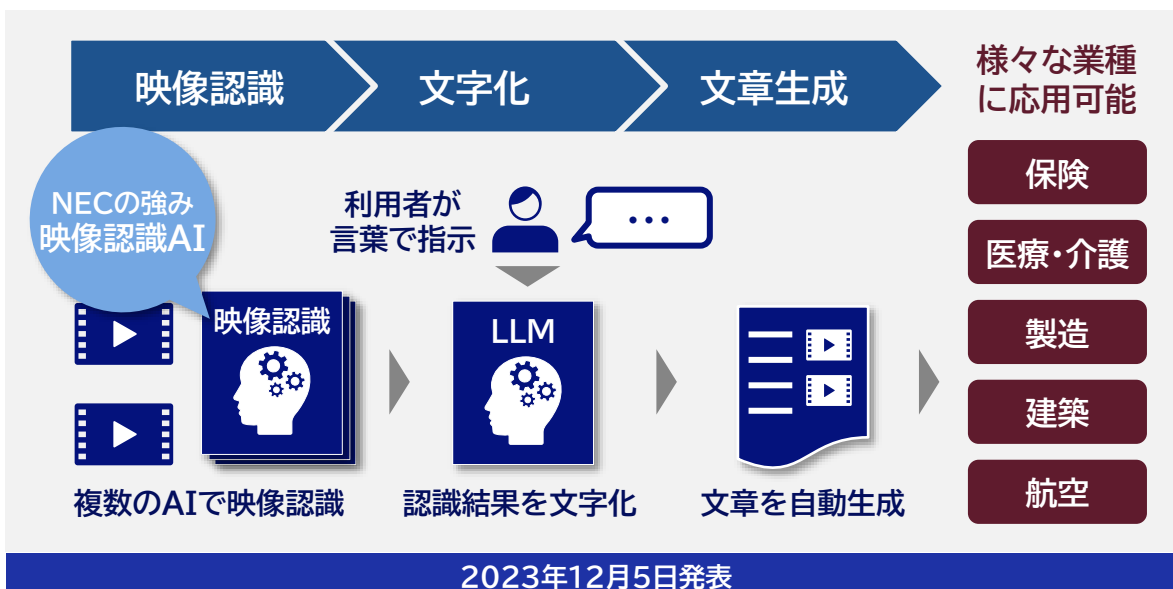 映像認識
文字化
文章生成
様々な業種
に応用可能
NECの強み
映像認識AI
利用者が
言葉で指示
...
映像認識
LLM
複数のAIで映像認識
認識結果を文字化
文章を自動生成
保険
医療・介護
製造
建築
航空
2023年12月5日発表